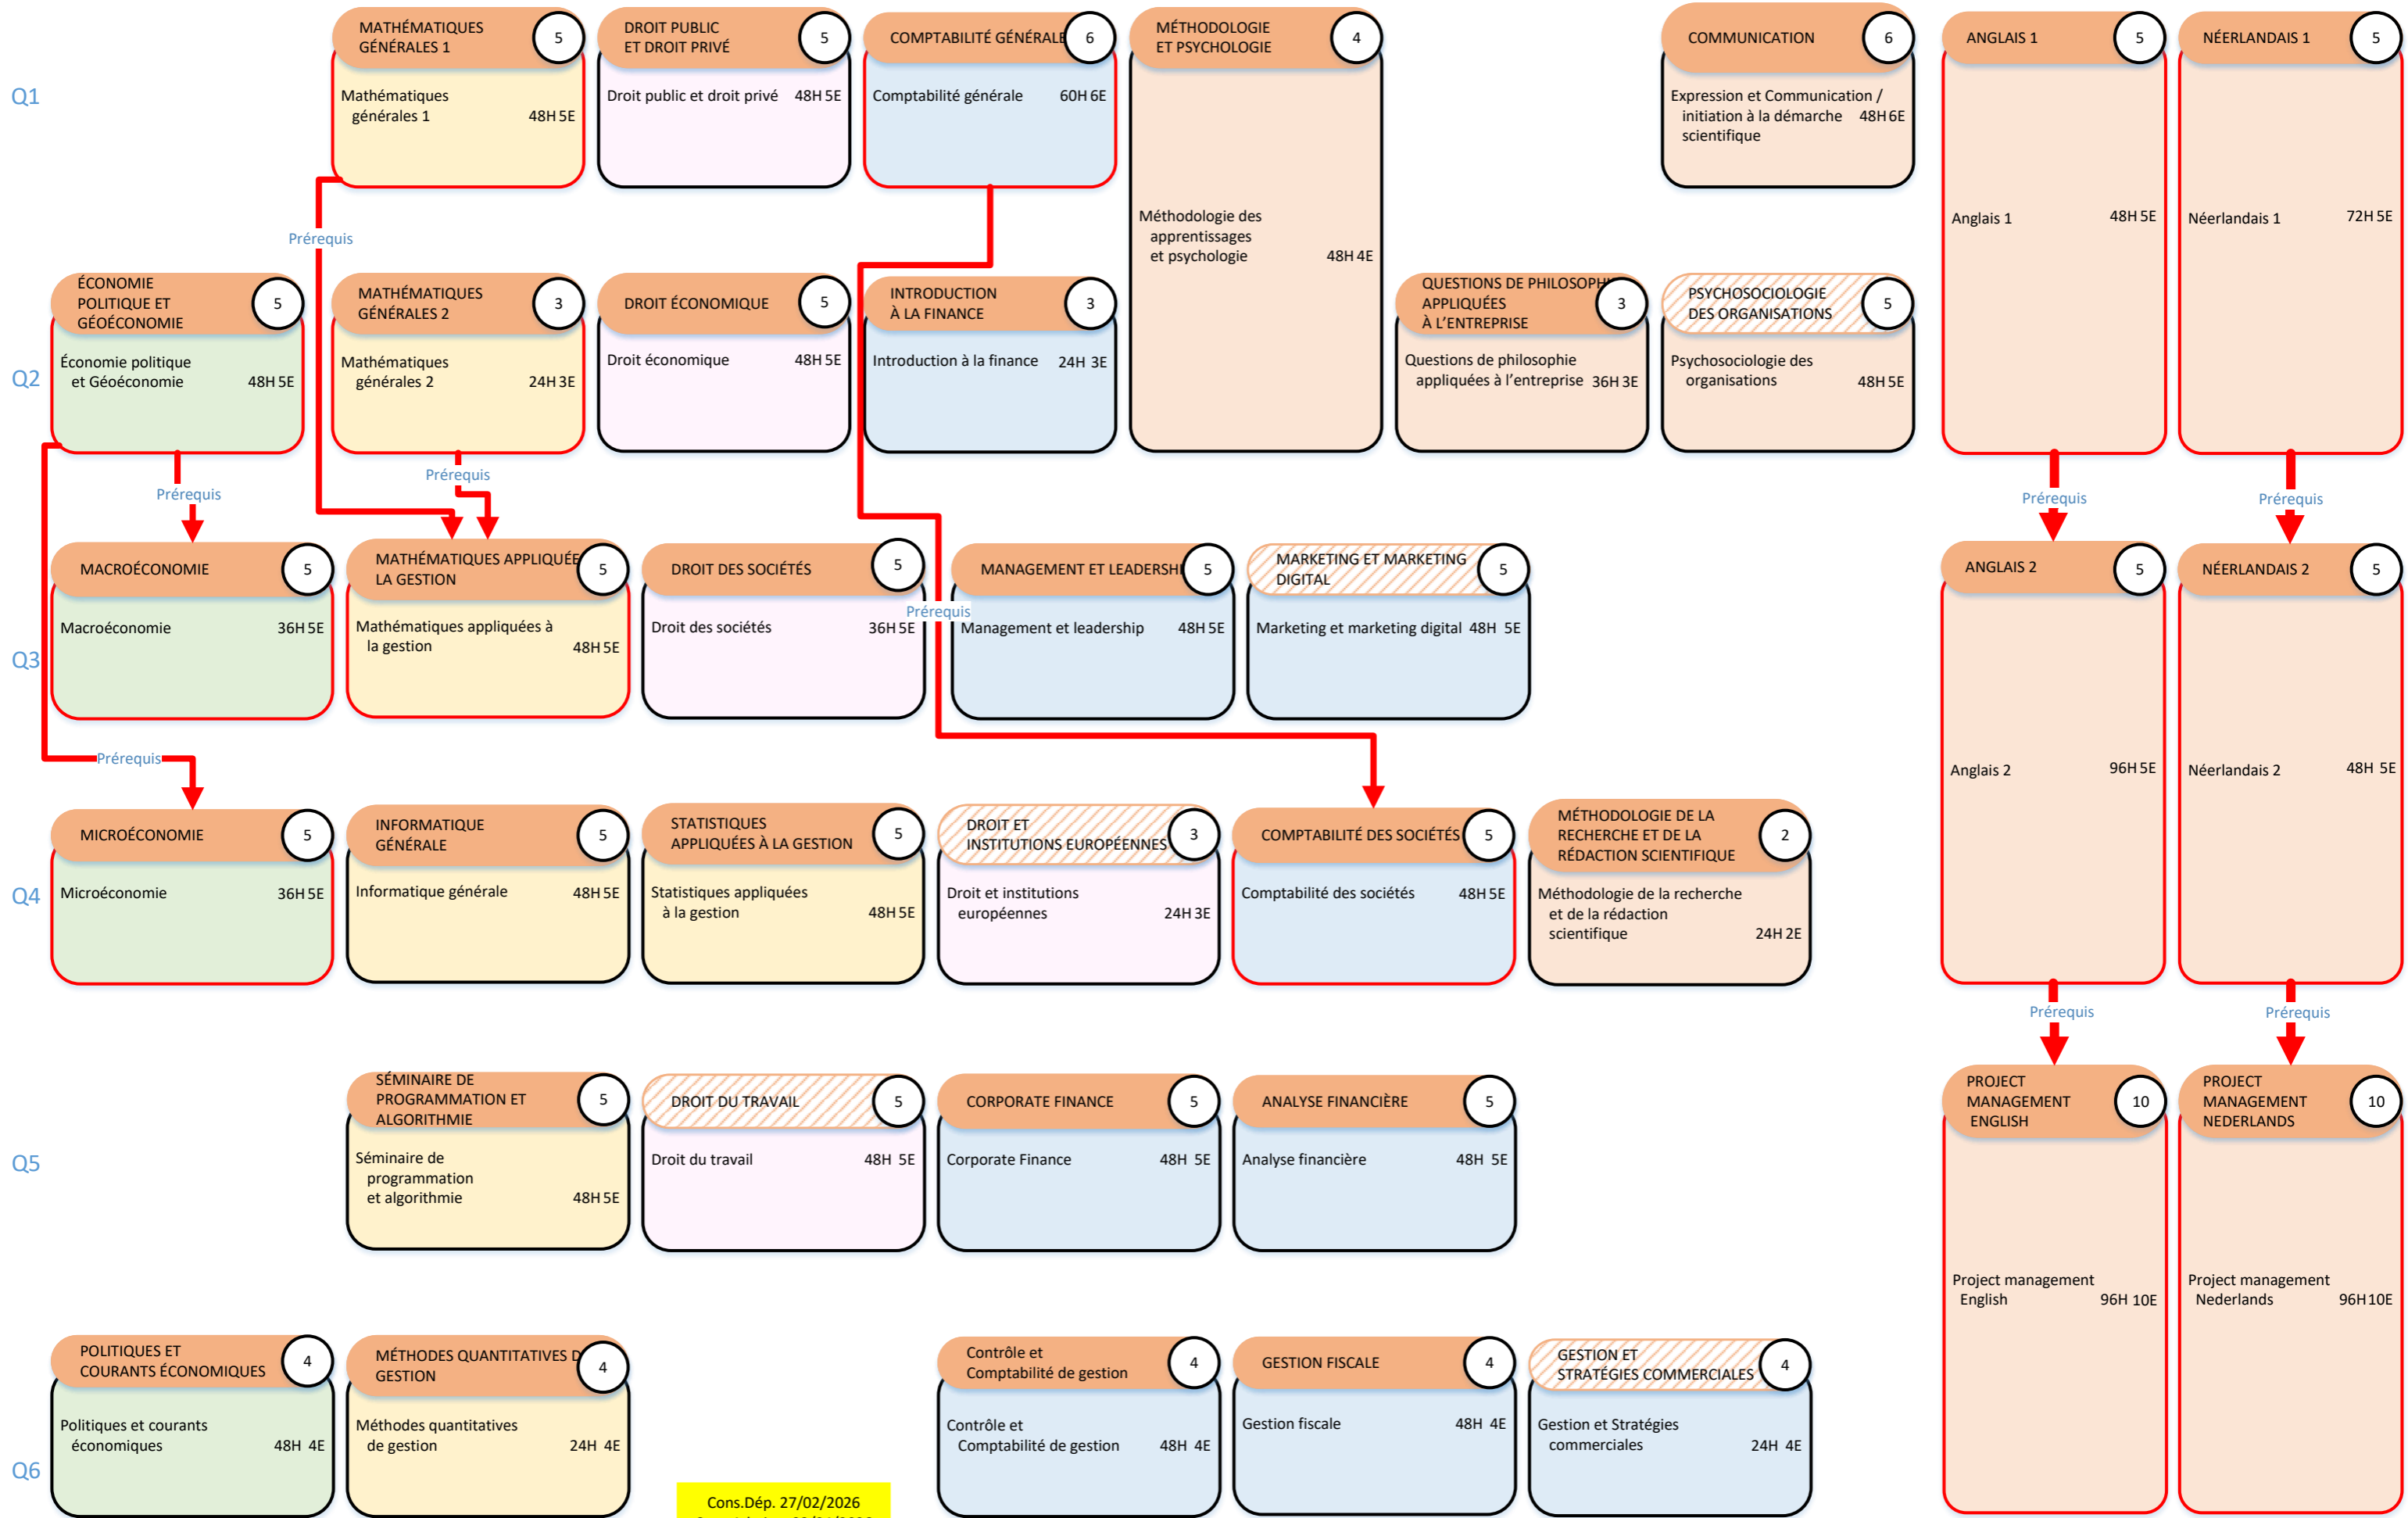 MATHÉMATIQUES
GÉNÉRALES 1
5
DROIT PUBLIC
ET DROIT PRIVÉ
5
COMPTABILITÉ GÉNÉRALE
6
MÉTHODOLOGIE
ET PSYCHOLOGIE
4
COMMUNICATION
6
ANGLAIS 1
5
NÉERLANDAIS 1
5
Q1
Mathématiques
générales 1 48H 5E
Droit public et droit privé 48H 5E
Comptabilité générale 60H 6E
Méthodologie des
apprentissages
et psychologie 48H 4E
Expression et Communication /
initiation à la démarche 48H 6E
scientifique
Anglais 1 48H 5E
Néerlandais 1 72H 5E
Prérequis
ÉCONOMIE
POLITIQUE ET
GÉOÉCONOMIE
5
MATHÉMATIQUES
GÉNÉRALES 2
3
DROIT ÉCONOMIQUE
5
INTRODUCTION
À LA FINANCE
3
QUESTIONS DE PHILOSOPH
APPLIQUÉES
À L'ENTREPRISE
3
PSYCHOSOCIOLOGIE
DES ORGANISATIONS
5
Q2
Économie politique
et Géoéconomie 48H 5E
Mathématiques
générales 2 24H 3E
Droit économique 48H 5E
Introduction à la finance 24H 3E
Questions de philosophie
appliquées à l'entreprise 36H 3E
Psychosociologie des
organisations 48H 5E
Prérequis
Prérequis
Prérequis
Prérequis
MACROÉCONOMIE
5
MATHÉMATIQUES APPLIQUÉE
LA GESTION
5
DROIT DES SOCIÉTÉS
5
MANAGEMENT ET LEADERSHI
5
MARKETING ET MARKETING
DIGITAL
5
ANGLAIS 2
5
NÉERLANDAIS 2
5
Prérequis
Q3
Macroéconomie 36H 5E
Mathématiques appliquées à
la gestion 48H 5E
Droit des sociétés 36H 5E
Management et leadership 48H 5E
Marketing et marketing digital 48H 5E
Anglais 2 96H 5E
Néerlandais 2 48H 5E
Prérequis
MICROÉCONOMIE
5
INFORMATIQUE
GÉNÉRALE
5
STATISTIQUES
APPLIQUÉES À LA GESTION
5
DROIT ET
INSTITUTIONS EUROPÉENNES
3
COMPTABILITÉ DES SOCIÉTÉS
5
MÉTHODOLOGIE DE LA
RECHERCHE ET DE LA
RÉDACTION SCIENTIFIQUE
2
Q4
Microéconomie 36H 5E
Informatique générale 48H 5E
Statistiques appliquées
à la gestion 48H 5E
Droit et institutions
européennes 24H 3E
Comptabilité des sociétés 48H 5E
Méthodologie de la recherche
et de la rédaction
scientifique 24H 2E
Prérequis
Prérequis
SÉMINAIRE DE
PROGRAMMATION ET
ALGORITHMIE
5
DROIT DU TRAVAIL
5
CORPORATE FINANCE
5
ANALYSE FINANCIÈRE
5
PROJECT
MANAGEMENT
ENGLISH
10
PROJECT
MANAGEMENT
NEDERLANDS
10
Q5
Séminaire de
programmation
et algorithmie 48H 5E
Droit du travail 48H 5E
Corporate Finance 48H 5E
Analyse financière 48H 5E
Project management
English 96H 10E
Project management
Nederlands 96H 10E
POLITIQUES ET
COURANTS ÉCONOMIQUES
4
MÉTHODES QUANTITATIVES D
GESTION
4
Contrôle et
Comptabilité de gestion
4
GESTION FISCALE
4
GESTION ET
STRATÉGIES COMMERCIALES
4
Q6
Politiques et courants
économiques 48H 4E
Méthodes quantitatives
de gestion 24H 4E
Contrôle et
Comptabilité de gestion 48H 4E
Gestion fiscale 48H 4E
Gestion et Stratégies
commerciales 24H 4E
Cons.Dép. 27/02/2026